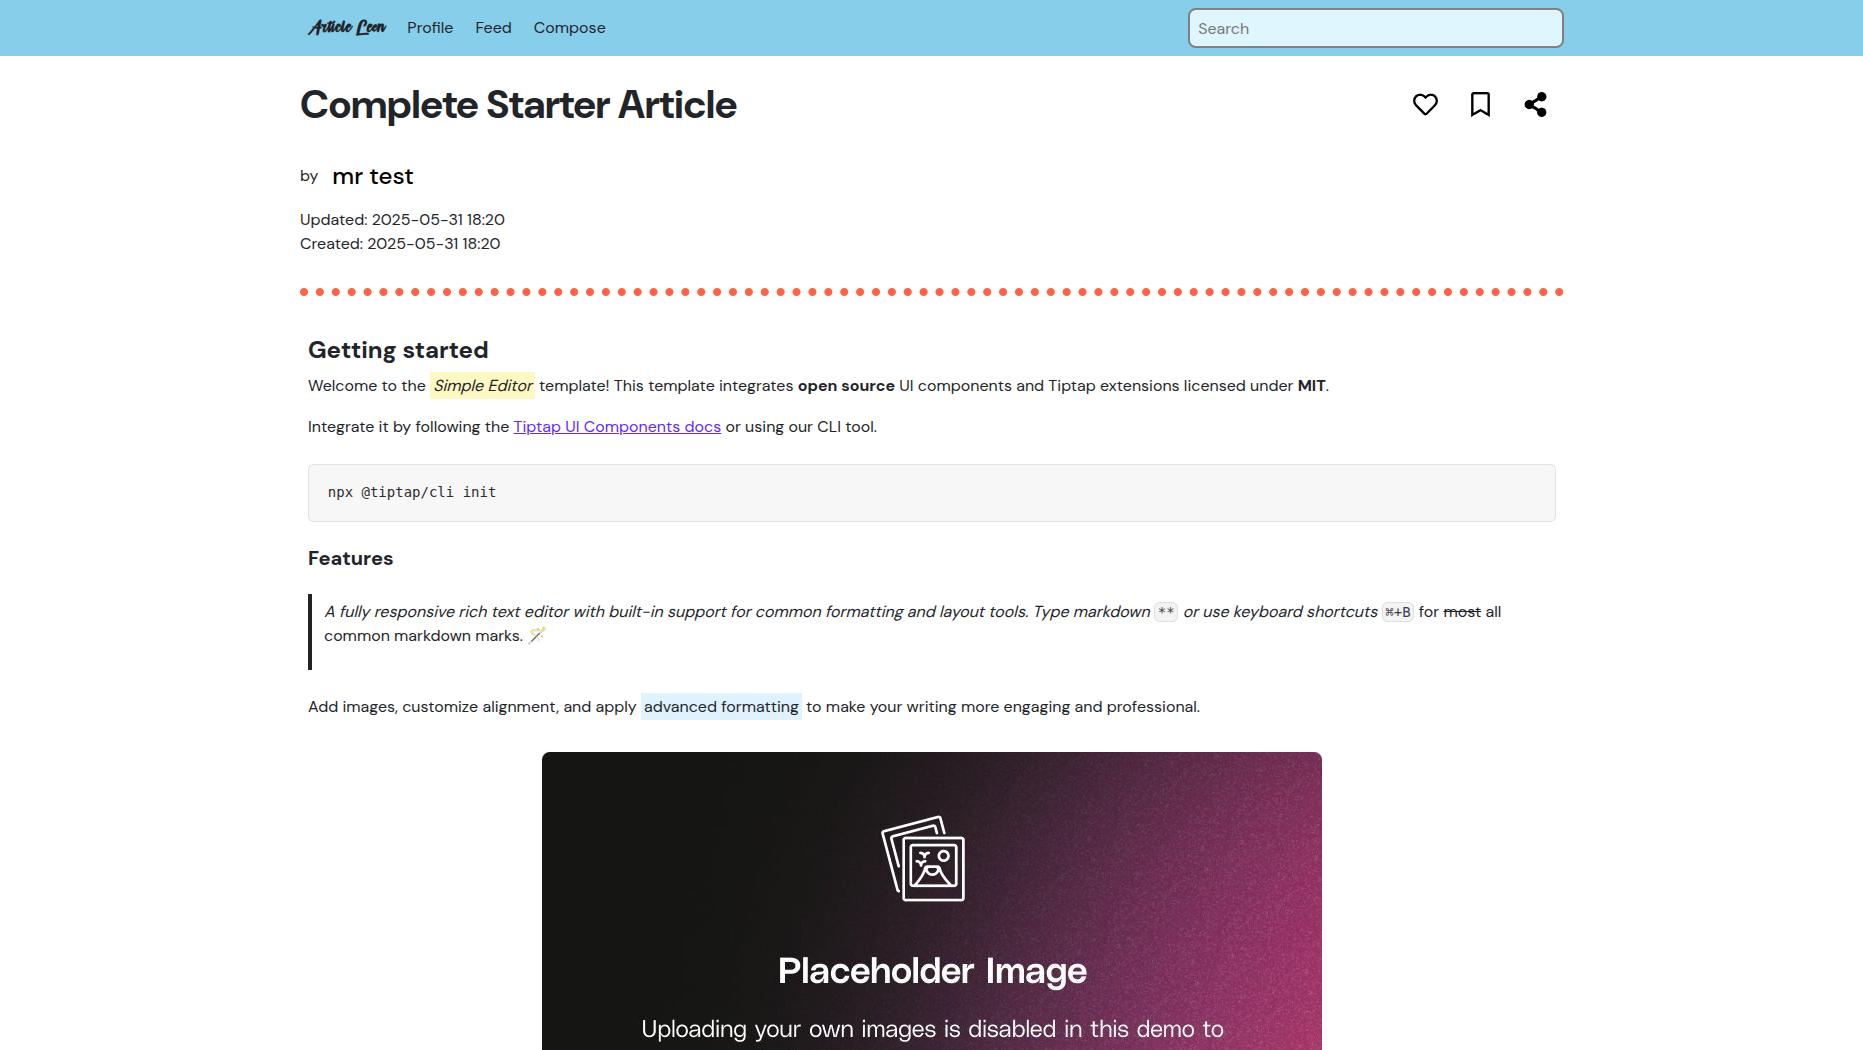 Article Leen Profile Feed Compose Search
Complete Starter Article
by mr test
Updated: 2025-05-31 18:20
Created: 2025-05-31 18:20
Getting started
Welcome to the Simple Editor template! This template integrates open source UI components and Tiptap extensions licensed under MIT.
Integrate it by following the Tiptap UI Components docs or using our CLI tool.
npx @tiptap/cli init
Features
A fully responsive rich text editor with built-in support for common formatting and layout tools. Type markdown ** or use keyboard shortcuts ⌘+B for most all
common markdown marks. 🪄
Add images, customize alignment, and apply advanced formatting to make your writing more engaging and professional.
Placeholder Image
Uploading your own images is disabled in this demo to